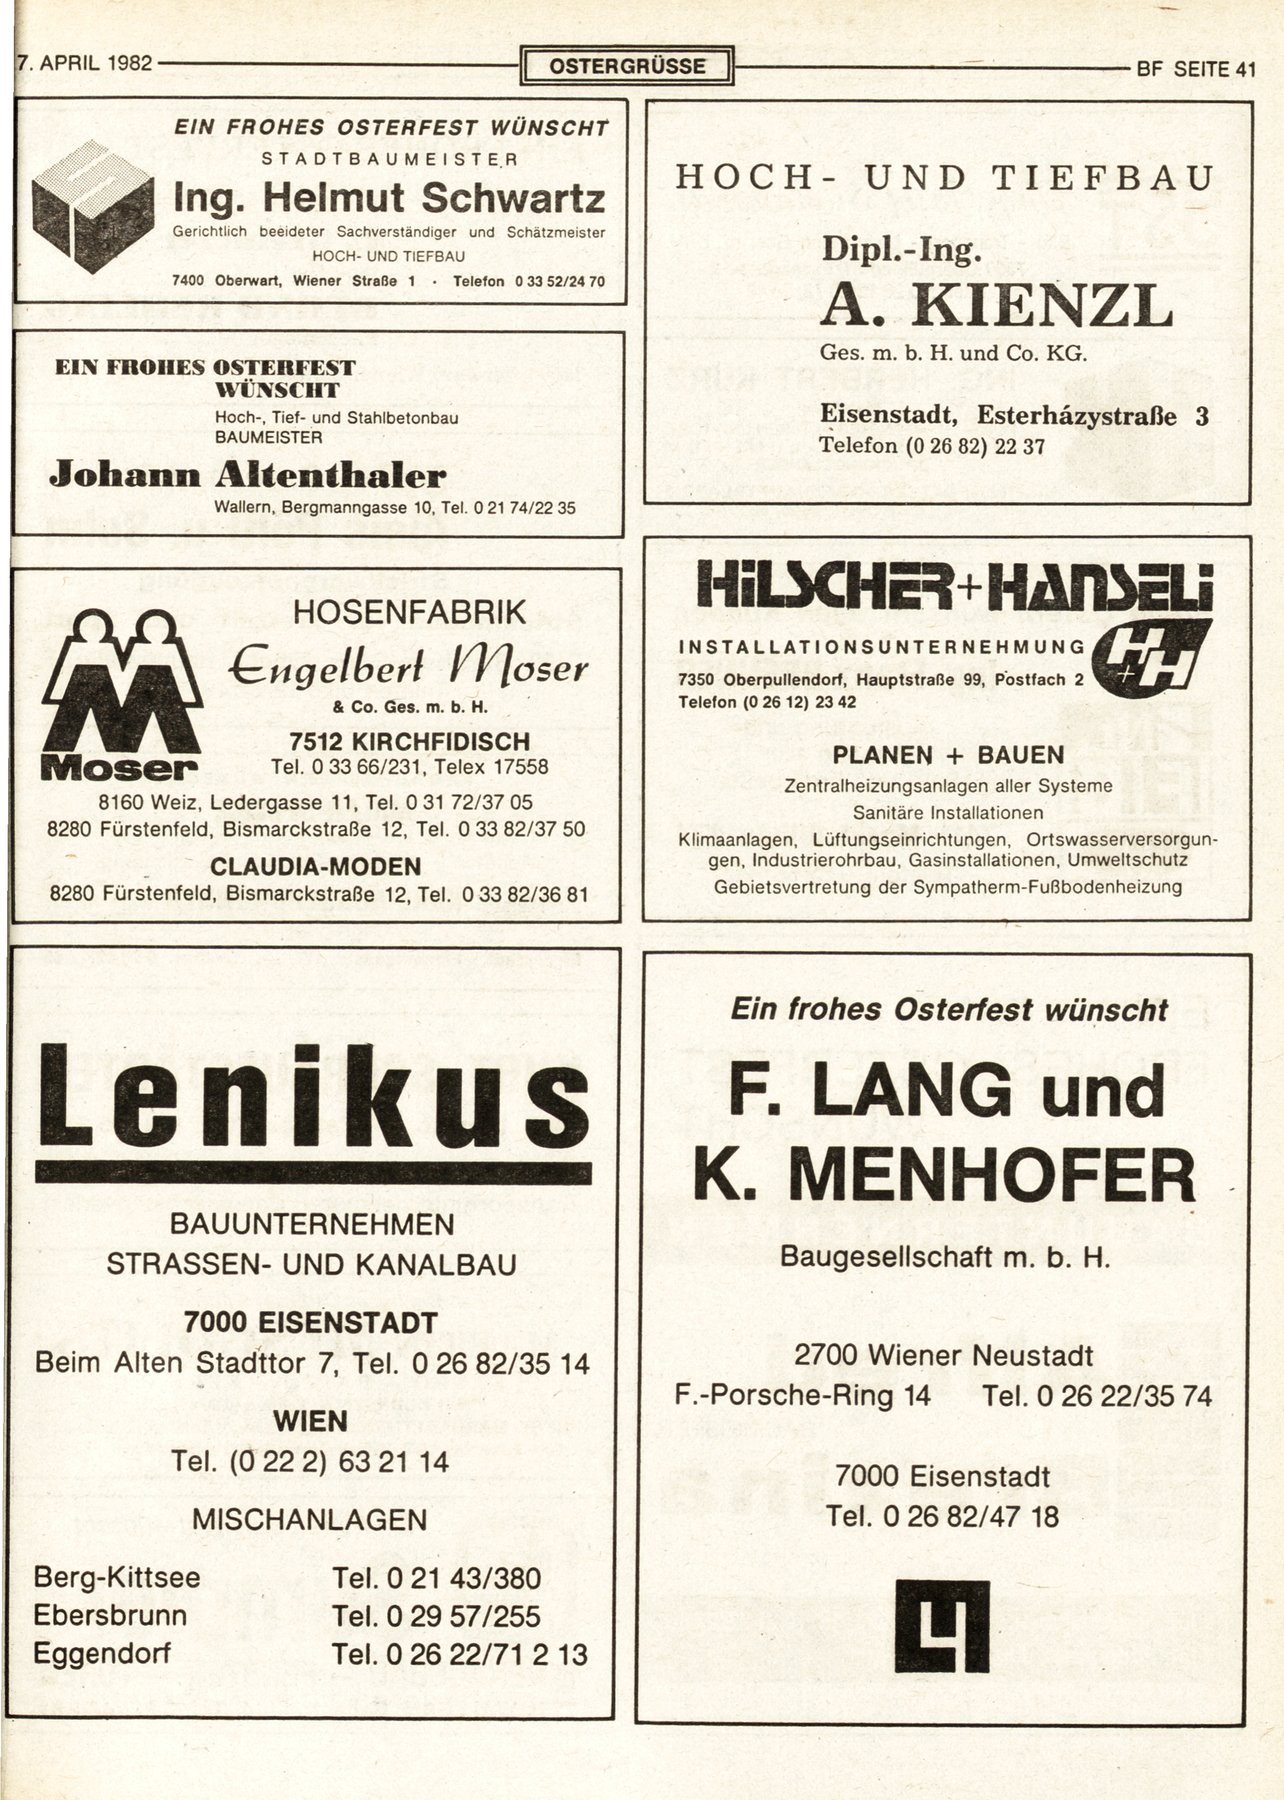 7. APRIL 1982
OSTERGRÜSSE
BF SEITE 41
EIN FROHES OSTERFEST WÜNSCHT
STADTBAUMEISTER
Ing. Helmut Schwartz
Gerichtlich beeideter Sachverständiger und Schätzmeister
HOCH- UND TIEFBAU
7400 Oberwart, Wiener Straße 1 · Telefon 0 33 52/24 70
EIN FROHES OSTERFEST
WÜNSCHT
Hoch-, Tief- und Stahlbetonbau
BAUMEISTER
Johann Altenthaler
Wallern, Bergmanngasse 10, Tel. 0 21 74/22 35
HOSENFABRIK
Engelbert Moser
& Co. Ges. m. b. H.
Moser
7512 KIRCHFIDISCH
Tel. 0 33 66/231, Telex 17558
8160 Weiz, Ledergasse 11, Tel. 0 31 72/37 05
8280 Fürstenfeld, Bismarckstraße 12, Tel. 0 33 82/37 50
CLAUDIA-MODEN
8280 Fürstenfeld, Bismarckstraße 12, Tel. 0 33 82/36 81
Lenikus
BAUUNTERNEHMEN
STRASSEN- UND KANALBAU
7000 EISENSTADT
Beim Alten Stadttor 7, Tel. 0 26 82/35 14
WIEN
Tel. (0 22 2) 63 21 14
MISCHANLAGEN
Berg-Kittsee Tel. 0 21 43/380
Ebersbrunn Tel. 0 29 57/255
Eggendorf Tel. 0 26 22/71 2 13
HOCH- UND TIEFBAU
Dipl.-Ing.
A. KIENZL
Ges. m. b. H. und Co. KG.
Eisenstadt, Esterházystraße 3
Telefon (0 26 82) 22 37
HiLSCHER+HANSELi
INSTALLATIONSUNTERNEHMUNG
H+H
7350 Oberpullendorf, Hauptstraße 99, Postfach 2
Telefon (0 26 12) 23 42
PLANEN + BAUEN
Zentralheizungsanlagen aller Systeme
Sanitäre Installationen
Klimaanlagen, Lüftungseinrichtungen, Ortswasserversorgun-
gen, Industrierohrbau, Gasinstallationen, Umweltschutz
Gebietsvertretung der Sympatherm-Fußbodenheizung
Ein frohes Osterfest wünscht
F. LANG und
K. MENHOFER
Baugesellschaft m. b. H.
2700 Wiener Neustadt
F.-Porsche-Ring 14 Tel. 0 26 22/35 74
7000 Eisenstadt
Tel. 0 26 82/47 18